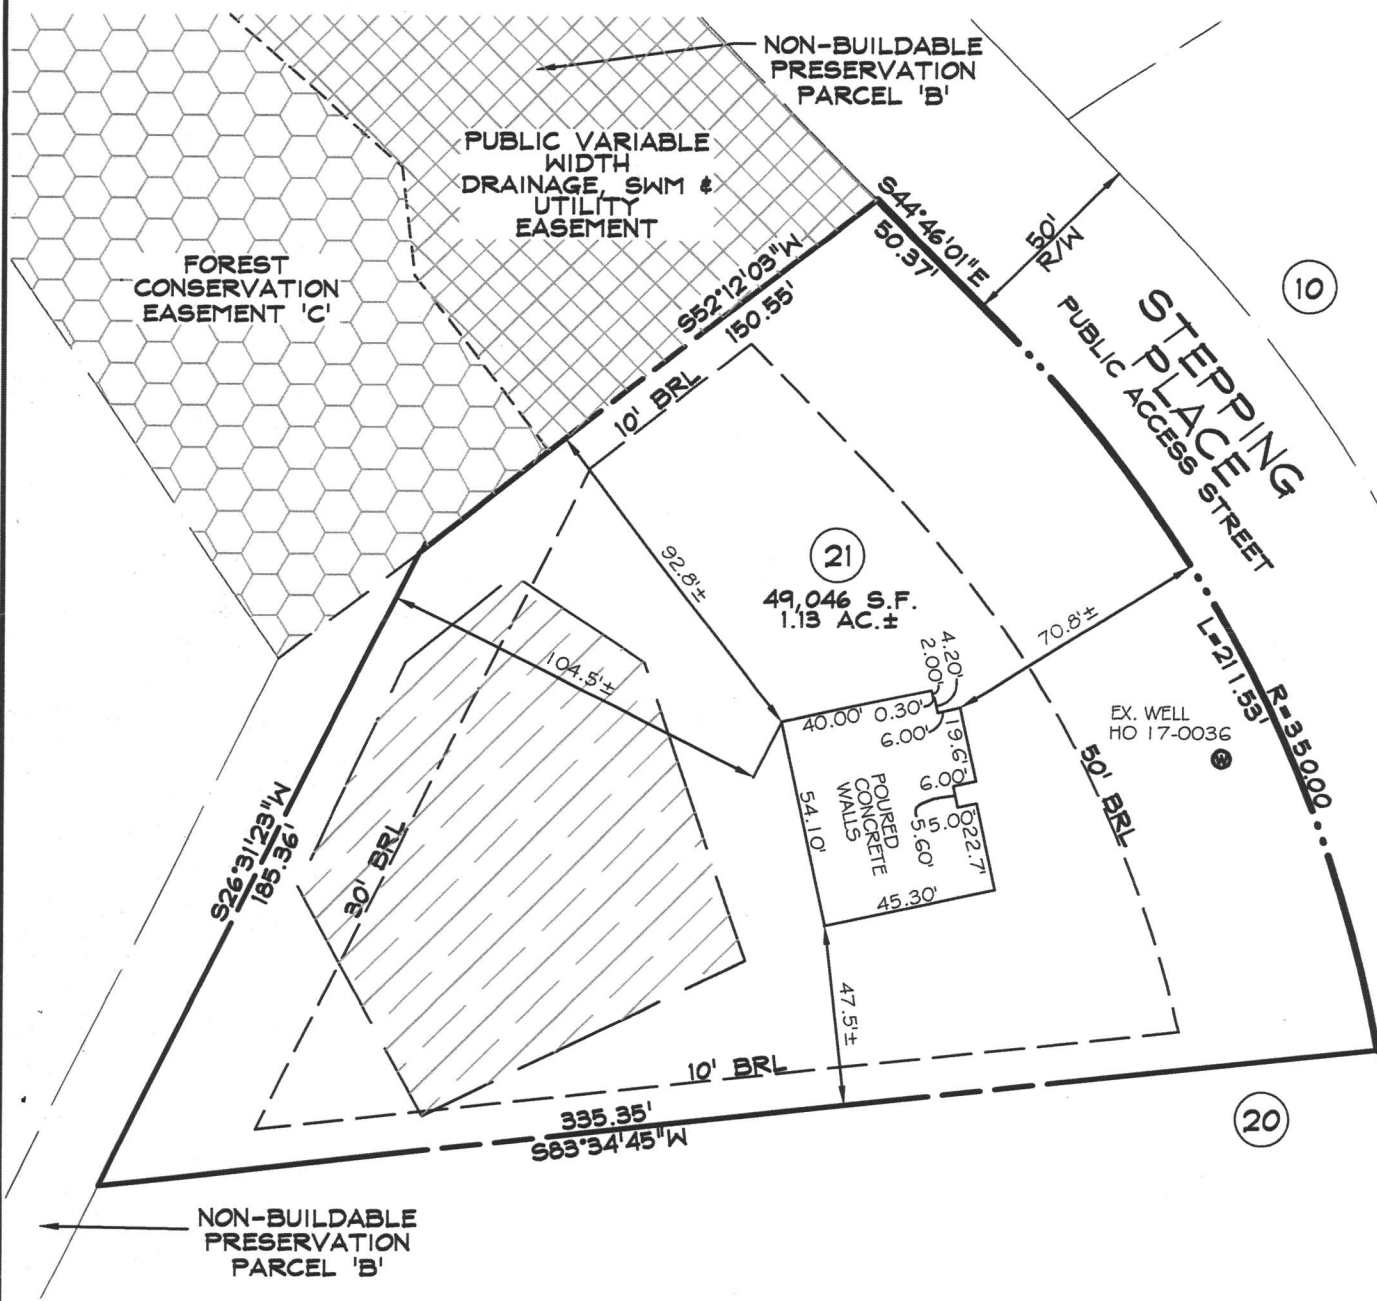 NON-BUILDABLE
PRESERVATION
PARCEL 'B'
PUBLIC VARIABLE
WIDTH
DRAINAGE, SWM &
UTILITY
EASEMENT
FOREST
CONSERVATION
EASEMENT 'C'
S44°46'01"E
50.37'
50'
R/W
10
STEPPING
PLACE
PUBLIC ACCESS STREET
S52°12'03"W
150.55'
10' BRL
92.8'±
21
49,046 S.F.
1.13 AC.±
70.8'±
104.5'±
4.20'
2.00'
40.00'
0.30'
6.00'
19.6'
6.00'
5.00'
22.7'
5.60'
54.10'
POURED
CONCRETE
WALLS
45.30'
EX. WELL
HO 17-0036
W
L=211.53'
R=350.00
50' BRL
S26°31'23"W
185.36'
30' BRL
47.5'±
10' BRL
335.35'
S83°34'45"W
20
NON-BUILDABLE
PRESERVATION
PARCEL 'B'